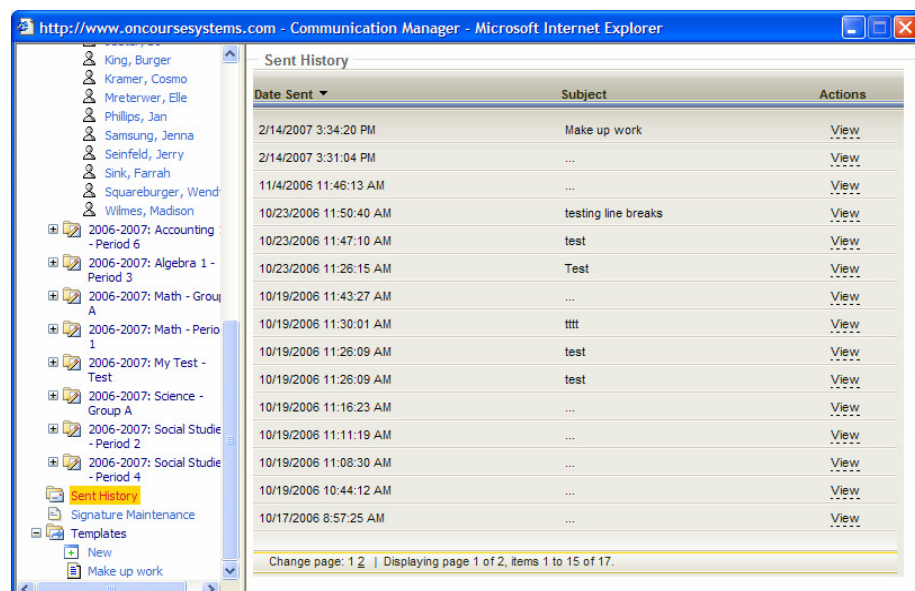 http://www.oncoursesystems.com - Communication Manager - Microsoft Internet Explorer
King, Burger
Kramer, Cosmo
Mreterwer, Elle
Phillips, Jan
Samsung, Jenna
Seinfeld, Jerry
Sink, Farrah
Squareburger, Wend
Wilmes, Madison
2006-2007: Accounting
- Period 6
2006-2007: Algebra 1 -
Period 3
2006-2007: Math - Grou
A
2006-2007: Math - Perio
1
2006-2007: My Test -
Test
2006-2007: Science -
Group A
2006-2007: Social Studie
- Period 2
2006-2007: Social Studie
- Period 4
Sent History
Signature Maintenance
Templates
New
Make up work
Sent History
Date Sent Subject Actions
2/14/2007 3:34:20 PM Make up work View
2/14/2007 3:31:04 PM ... View
11/4/2006 11:46:13 AM ... View
10/23/2006 11:50:40 AM testing line breaks View
10/23/2006 11:47:10 AM test View
10/23/2006 11:26:15 AM Test View
10/19/2006 11:43:27 AM ... View
10/19/2006 11:30:01 AM tttt View
10/19/2006 11:26:09 AM test View
10/19/2006 11:26:09 AM test View
10/19/2006 11:16:23 AM ... View
10/19/2006 11:11:19 AM ... View
10/19/2006 11:08:30 AM ... View
10/19/2006 10:44:12 AM ... View
10/17/2006 8:57:25 AM ... View
Change page: 1 2 | Displaying page 1 of 2, items 1 to 15 of 17.